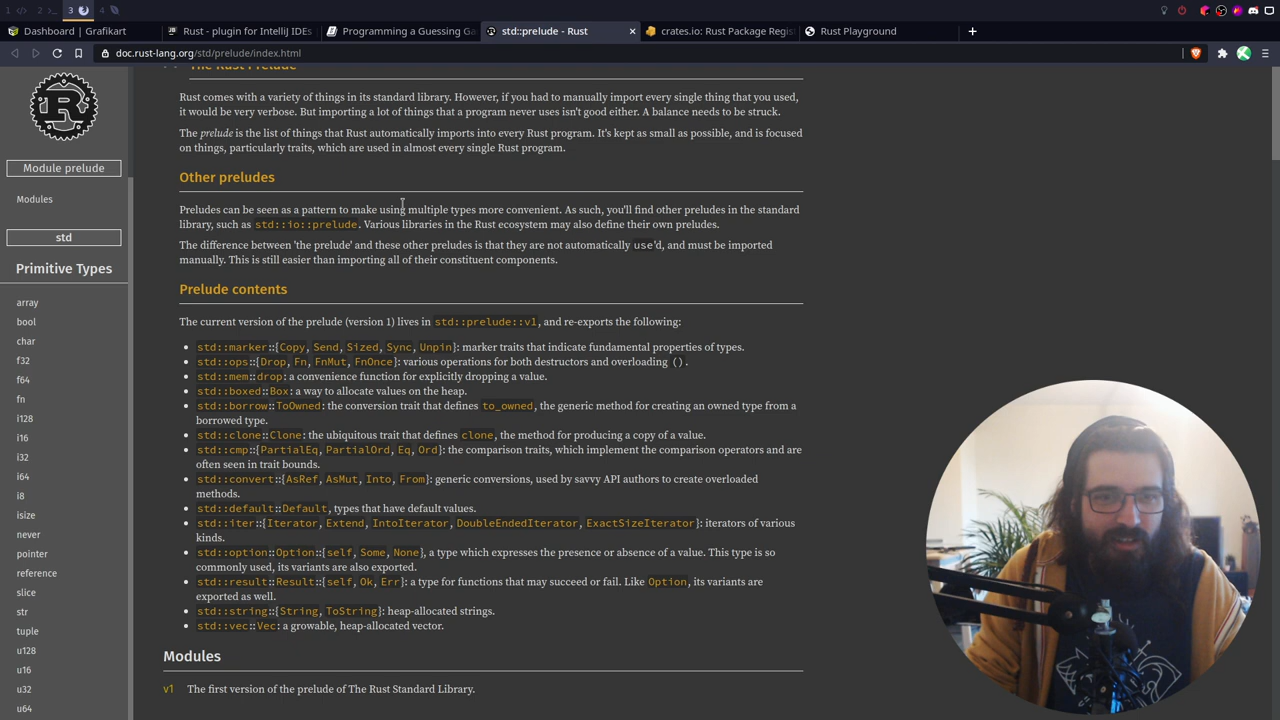 1
2
3
4
Dashboard | Grafikart
Rust - plugin for IntelliJ IDEs
Programming a Guessing Ga
std::prelude - Rust
crates.io: Rust Package Regis
Rust Playground
doc.rust-lang.org/std/prelude/index.html
The Rust Prelude
Rust comes with a variety of things in its standard library. However, if you had to manually import every single thing that you used,
it would be very verbose. But importing a lot of things that a program never uses isn't good either. A balance needs to be struck.
The prelude is the list of things that Rust automatically imports into every Rust program. It's kept as small as possible, and is focused
on things, particularly traits, which are used in almost every single Rust program.
Other preludes
Preludes can be seen as a pattern to make using multiple types more convenient. As such, you'll find other preludes in the standard
library, such as std::io::prelude. Various libraries in the Rust ecosystem may also define their own preludes.
The difference between 'the prelude' and these other preludes is that they are not automatically use'd, and must be imported
manually. This is still easier than importing all of their constituent components.
Prelude contents
The current version of the prelude (version 1) lives in std::prelude::v1, and re-exports the following:
• std::marker::{Copy, Send, Sized, Sync, Unpin}: marker traits that indicate fundamental properties of types.
• std::ops::{Drop, Fn, FnMut, FnOnce}: various operations for both destructors and overloading ().
• std::mem::drop: a convenience function for explicitly dropping a value.
• std::boxed::Box: a way to allocate values on the heap.
• std::borrow::ToOwned: the conversion trait that defines to_owned, the generic method for creating an owned type from a
borrowed type.
• std::clone::Clone: the ubiquitous trait that defines clone, the method for producing a copy of a value.
• std::cmp::{PartialEq, PartialOrd, Eq, Ord}: the comparison traits, which implement the comparison operators and are
often seen in trait bounds.
• std::convert::{AsRef, AsMut, Into, From}: generic conversions, used by savvy API authors to create overloaded
methods.
• std::default::Default, types that have default values.
• std::iter::{Iterator, Extend, IntoIterator, DoubleEndedIterator, ExactSizeIterator}: iterators of various
kinds.
• std::option::Option::{self, Some, None}, a type which expresses the presence or absence of a value. This type is so
commonly used, its variants are also exported.
• std::result::Result::{self, Ok, Err}: a type for functions that may succeed or fail. Like Option, its variants are
exported as well.
• std::string::{String, ToString}: heap-allocated strings.
• std::vec::Vec: a growable, heap-allocated vector.
Modules
v1 The first version of the prelude of The Rust Standard Library.
Module prelude
Modules
std
Primitive Types
array
bool
char
f32
f64
fn
i128
i16
i32
i64
i8
isize
never
pointer
reference
slice
str
tuple
u128
u16
u32
u64